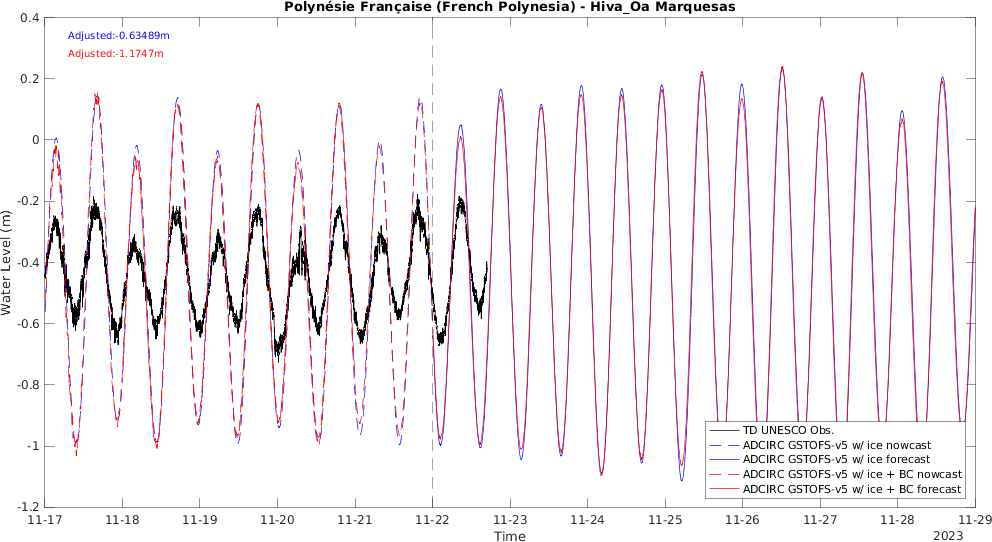 Polynésie Française (French Polynesia) - Hiva_Oa Marquesas
Adjusted:-0.63489m
Adjusted:-1.1747m
Water Level (m)
0.4
0.2
0
-0.2
-0.4
-0.6
-0.8
-1
-1.2
TD UNESCO Obs.
ADCIRC GSTOFS-v5 w/ ice nowcast
ADCIRC GSTOFS-v5 w/ ice forecast
ADCIRC GSTOFS-v5 w/ ice + BC nowcast
ADCIRC GSTOFS-v5 w/ ice + BC forecast
11-17 11-18 11-19 11-20 11-21 11-22 11-23 11-24 11-25 11-26 11-27 11-28 11-29
Time
2023